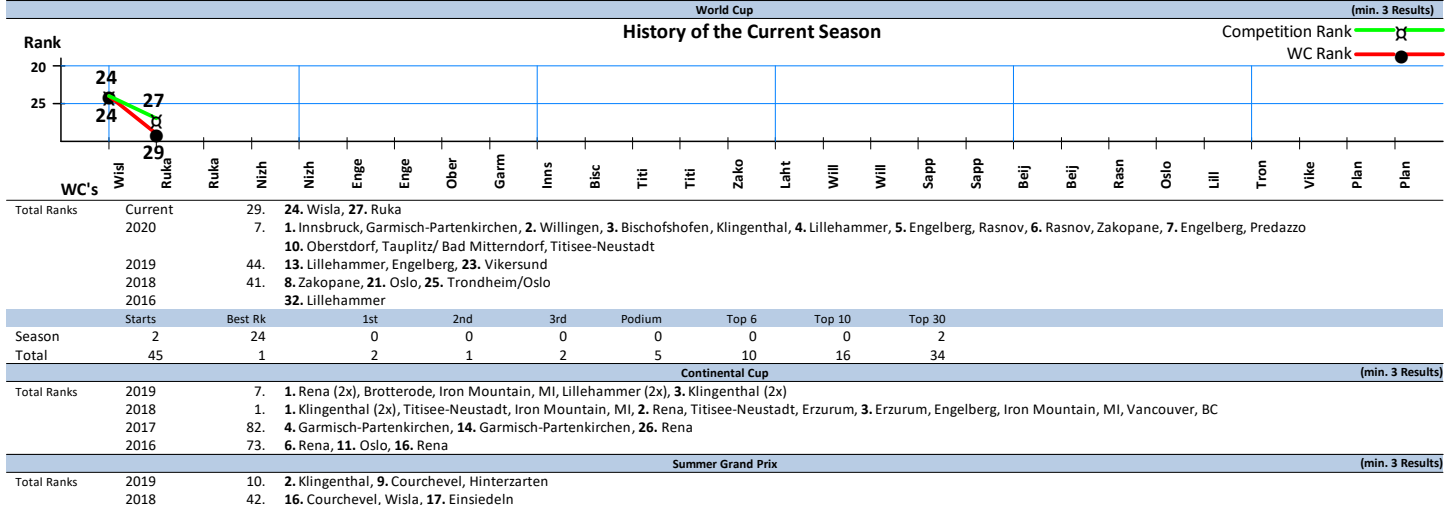 World Cup (min. 3 Results)
History of the Current Season
Competition Rank
WC Rank
Rank
20
25
24
24
27
29
WC's Wisl Ruka Ruka Nizh Nizh Enge Enge Ober Garm Inns Bisc Titi Titi Zako Laht Will Will Sapp Sapp Beij Beij Rasn Oslo Lill Tron Vike Plan Plan
Total Ranks Current 29. 24. Wisla, 27. Ruka
2020 7. 1. Innsbruck, Garmisch-Partenkirchen, 2. Willingen, 3. Bischofshofen, Klingenthal, 4. Lillehammer, 5. Engelberg, Rasnov, 6. Rasnov, Zakopane, 7. Engelberg, Predazzo
10. Oberstdorf, Tauplitz/ Bad Mitterndorf, Titisee-Neustadt
2019 44. 13. Lillehammer, Engelberg, 23. Vikersund
2018 41. 8. Zakopane, 21. Oslo, 25. Trondheim/Oslo
2016 32. Lillehammer
Starts Best Rk 1st 2nd 3rd Podium Top 6 Top 10 Top 30
Season 2 24 0 0 0 0 0 0 2
Total 45 1 2 1 2 5 10 16 34
Continental Cup (min. 3 Results)
Total Ranks 2019 7. 1. Rena (2x), Brotterode, Iron Mountain, MI, Lillehammer (2x), 3. Klingenthal (2x)
2018 1. 1. Klingenthal (2x), Titisee-Neustadt, Iron Mountain, MI, 2. Rena, Titisee-Neustadt, Erzurum, 3. Erzurum, Engelberg, Iron Mountain, MI, Vancouver, BC
2017 82. 4. Garmisch-Partenkirchen, 14. Garmisch-Partenkirchen, 26. Rena
2016 73. 6. Rena, 11. Oslo, 16. Rena
Summer Grand Prix (min. 3 Results)
Total Ranks 2019 10. 2. Klingenthal, 9. Courchevel, Hinterzarten
2018 42. 16. Courchevel, Wisla, 17. Einsiedeln